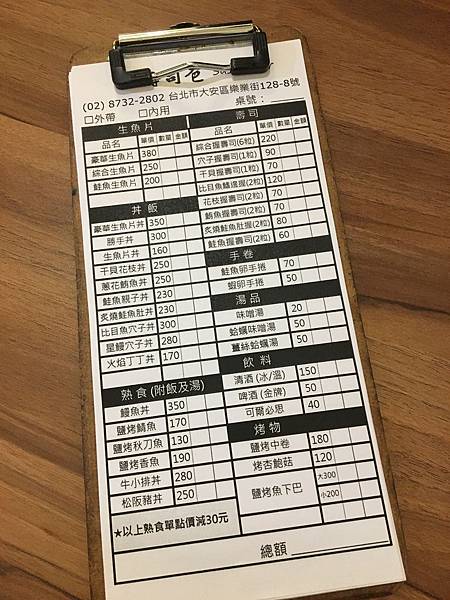 司包
(02) 8732-2802 台北市大安區樂業街128-8號
□外帶 □內用 桌號：
生魚片
品名 單價 數量 金額
豪華生魚片 380
綜合生魚片 250
鮭魚生魚片 200
丼飯
豪華生魚片丼 350
勝手丼 300
生魚片丼 160
干貝花枝丼 250
蔥花鮪魚丼 250
鮭魚親子丼 230
炙燒鮭魚肚丼 230
比目魚穴子丼 300
星鰻穴子丼 280
火焰丁丁丼 170
熟食(附飯及湯)
鰻魚丼 350
鹽烤鯖魚 170
鹽烤秋刀魚 130
鹽烤香魚 190
牛小排丼 280
松阪豬丼 250
★以上熟食單點價減30元
壽司
品名 單價 數量 金額
綜合握壽司(6粒) 220
穴子握壽司(1粒) 90
干貝握壽司(1粒) 70
比目魚鰭邊握(2粒) 120
花枝握壽司(2粒) 70
鮪魚握壽司(2粒) 70
炙燒鮭魚肚握(2粒) 80
鮭魚握壽司(2粒) 60
手卷
鮭魚卵手捲 70
蝦卵手捲 50
湯品
味噌湯 20
蛤蠣味噌湯 50
薑絲蛤蠣湯 50
飲料
清酒(冰/溫) 150
啤酒(金牌) 50
可爾必思 40
烤物
鹽烤中卷 180
烤杏鮑菇 120
鹽烤魚下巴 大300
小200
總額